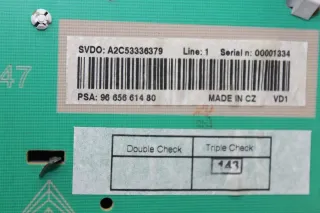 SVDO: A2C53336379 Line: 1 Serial n: 00001334
47
PSA: 96 656 614 80 MADE IN CZ VD1
Double Check Triple Check